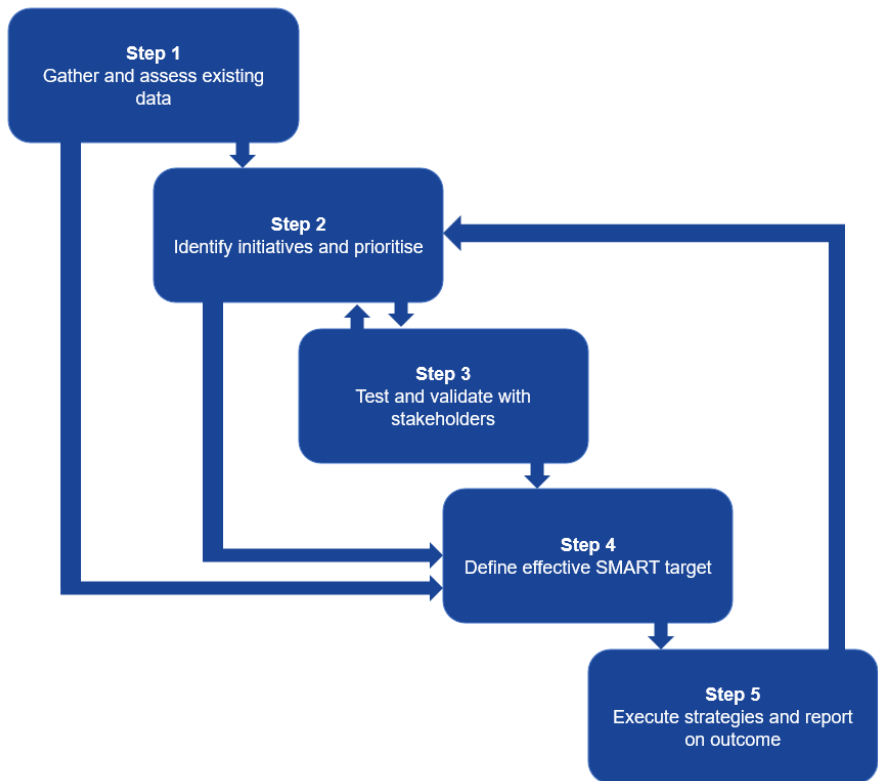 Step 1
Gather and assess existing
data
Step 2
Identify initiatives and prioritise
Step 3
Test and validate with
stakeholders
Step 4
Define effective SMART target
Step 5
Execute strategies and report
on outcome